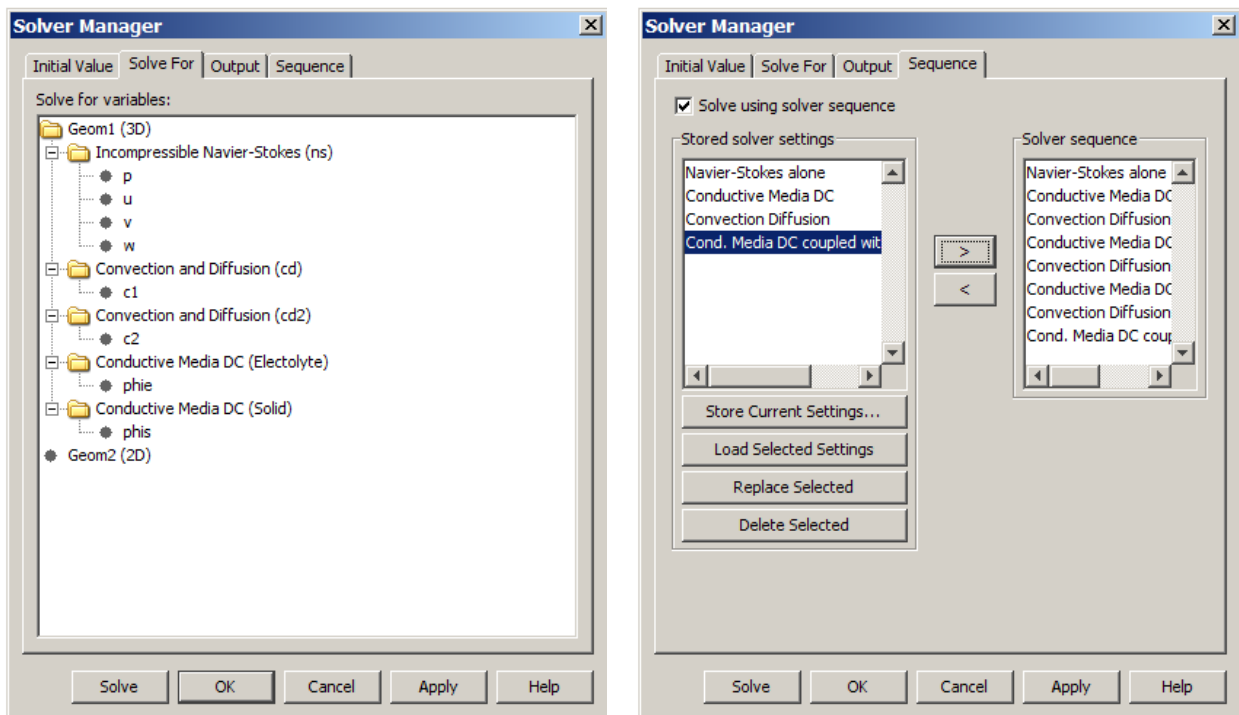 Solver Manager
Initial Value Solve For Output Sequence
Solve for variables:
Geom1 (3D)
Incompressible Navier-Stokes (ns)
p
u
v
w
Convection and Diffusion (cd)
c1
Convection and Diffusion (cd2)
c2
Conductive Media DC (Electolyte)
phie
Conductive Media DC (Solid)
phis
Geom2 (2D)
Solve OK Cancel Apply Help
Solver Manager
Initial Value Solve For Output Sequence
Solve using solver sequence
Stored solver settings
Navier-Stokes alone
Conductive Media DC
Convection Diffusion
Cond. Media DC coupled wit
Store Current Settings...
Load Selected Settings
Replace Selected
Delete Selected
>
<
Solver sequence
Navier-Stokes alone
Conductive Media DC
Convection Diffusion
Conductive Media DC
Convection Diffusion
Conductive Media DC
Convection Diffusion
Cond. Media DC coup
Solve OK Cancel Apply Help